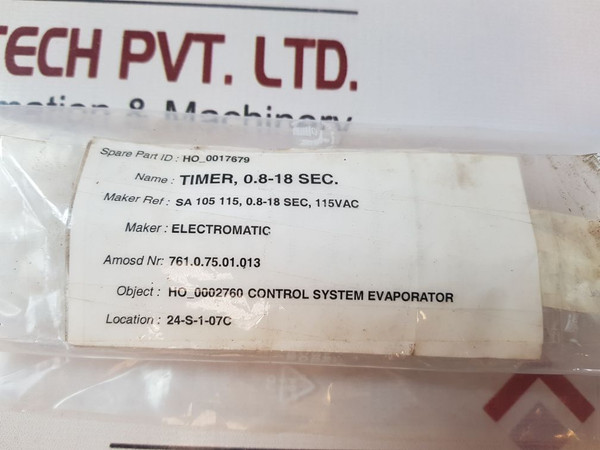 TECH PVT. LTD.
mation & Machinery
Spare Part ID : HO_0017679
Name : TIMER, 0.8-18 SEC.
Maker Ref : SA 105 115, 0.8-18 SEC, 115VAC
Maker : ELECTROMATIC
Amosd Nr: 761.0.75.01.013
Object : HO_0002760 CONTROL SYSTEM EVAPORATOR
Location : 24-S-1-07C